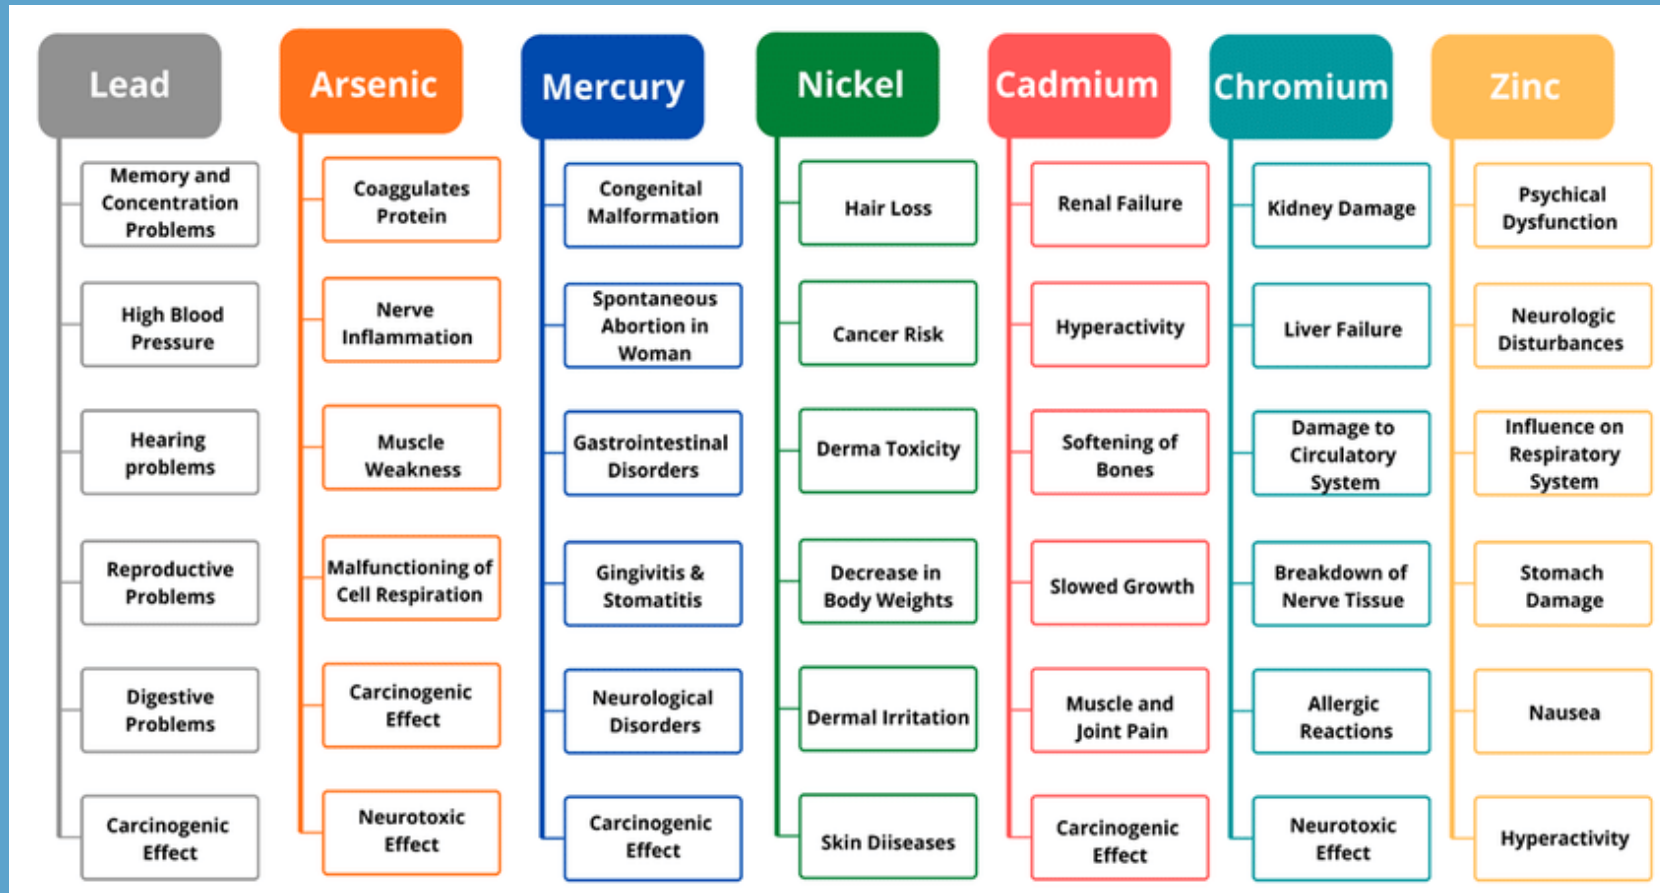 Lead
Memory and
Concentration
Problems
High Blood
Pressure
Hearing
problems
Reproductive
Problems
Digestive
Problems
Carcinogenic
Effect
Arsenic
Coaggulates
Protein
Nerve
Inflammation
Muscle
Weakness
Malfunctioning of
Cell Respiration
Carcinogenic
Effect
Neurotoxic
Effect
Mercury
Congenital
Malformation
Spontaneous
Abortion in
Woman
Gastrointestinal
Disorders
Gingivitis &
Stomatitis
Neurological
Disorders
Carcinogenic
Effect
Nickel
Hair Loss
Cancer Risk
Derma Toxicity
Decrease in
Body Weights
Dermal Irritation
Skin Diiseases
Cadmium
Renal Failure
Hyperactivity
Softening of
Bones
Slowed Growth
Muscle and
Joint Pain
Carcinogenic
Effect
Chromium
Kidney Damage
Liver Failure
Damage to
Circulatory
System
Breakdown of
Nerve Tissue
Allergic
Reactions
Neurotoxic
Effect
Zinc
Psychical
Dysfunction
Neurologic
Disturbances
Influence on
Respiratory
System
Stomach
Damage
Nausea
Hyperactivity